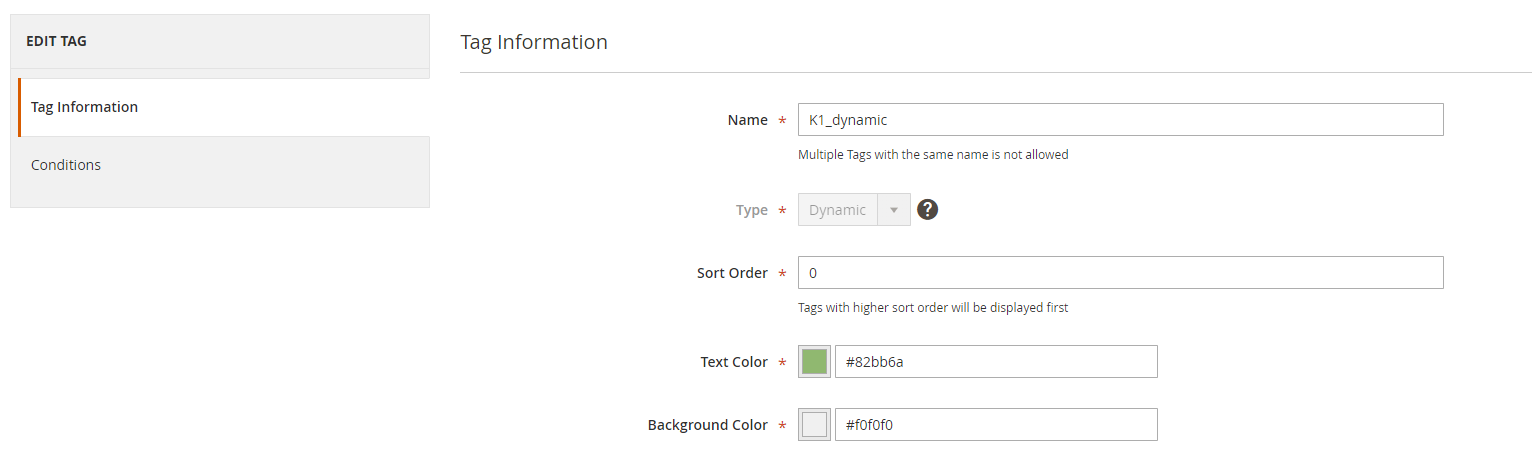 EDIT TAG
Tag Information
Conditions
Tag Information
Name *
K1_dynamic
Multiple Tags with the same name is not allowed
Type *
Dynamic
?
Sort Order *
0
Tags with higher sort order will be displayed first
Text Color *
#82bb6a
Background Color *
#f0f0f0